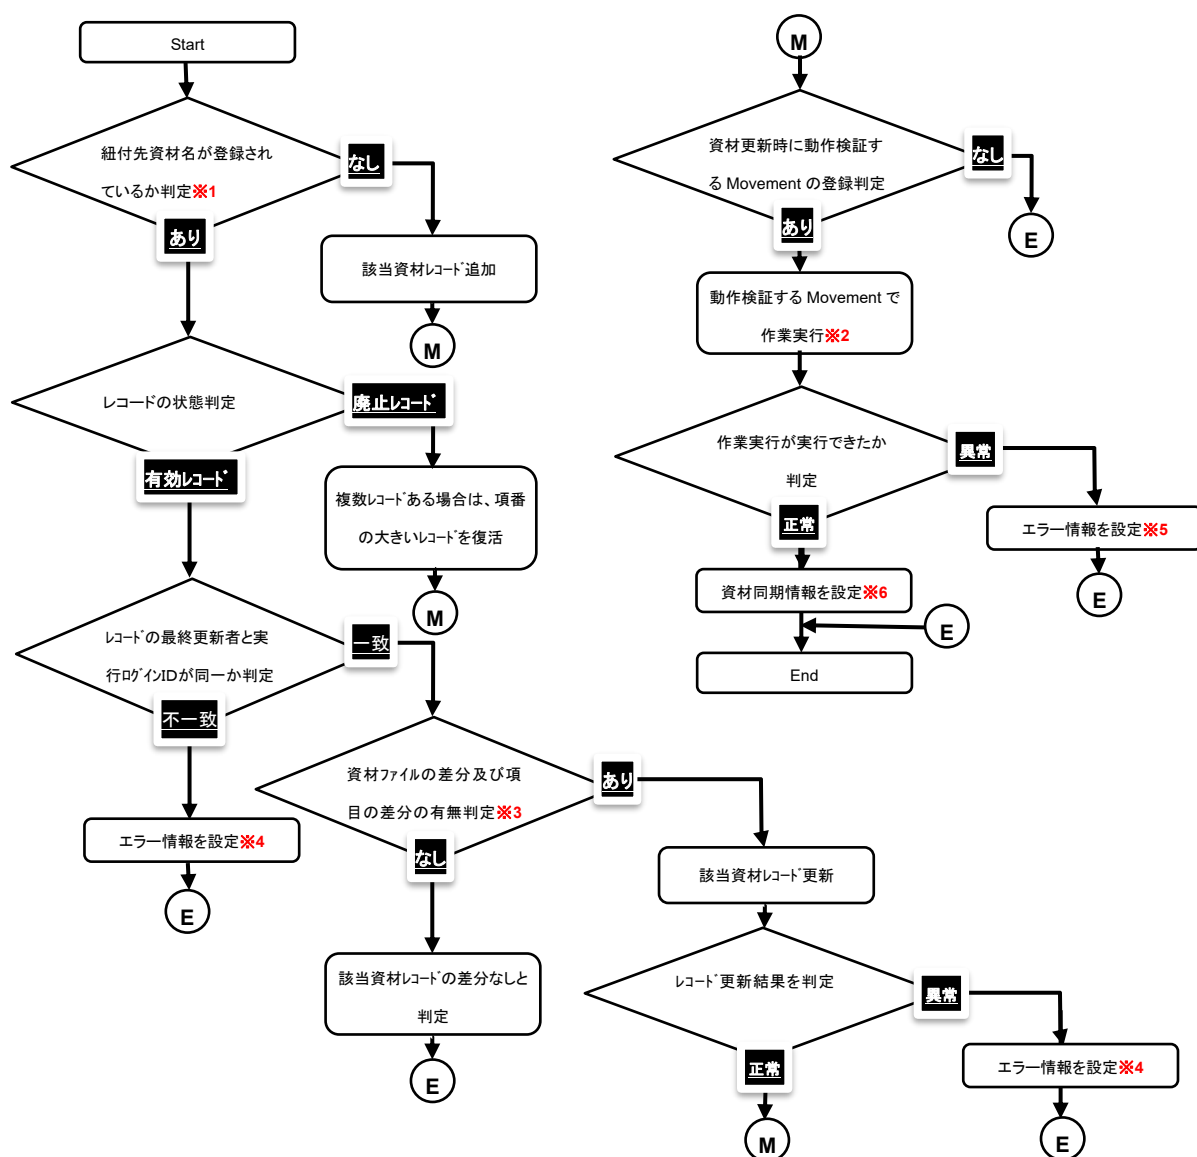 Start
紐付先資材名が登録され
ているか判定※1
なし
あり
該当資材ﾚｺｰﾄﾞ追加
M
レコードの状態判定
廃止ﾚｺｰﾄﾞ
有効ﾚｺｰﾄﾞ
複数ﾚｺｰﾄﾞある場合は、項番
の大きいﾚｺｰﾄﾞを復活
M
ﾚｺｰﾄﾞの最終更新者と実
行ﾛｸﾞｲﾝIDが同一か判定
一致
不一致
エラー情報を設定※4
E
資材ﾌｧｲﾙの差分及び項
目の差分の有無判定※3
あり
なし
該当資材ﾚｺｰﾄﾞの差分なしと
判定
E
該当資材ﾚｺｰﾄﾞ更新
ﾚｺｰﾄﾞ更新結果を判定
異常
正常
エラー情報を設定※4
M
E
M
資材更新時に動作検証す
る Movement の登録判定
なし
あり
E
動作検証する Movement で
作業実行※2
作業実行が実行できたか
判定
異常
正常
エラー情報を設定※5
E
資材同期情報を設定※6
E
End